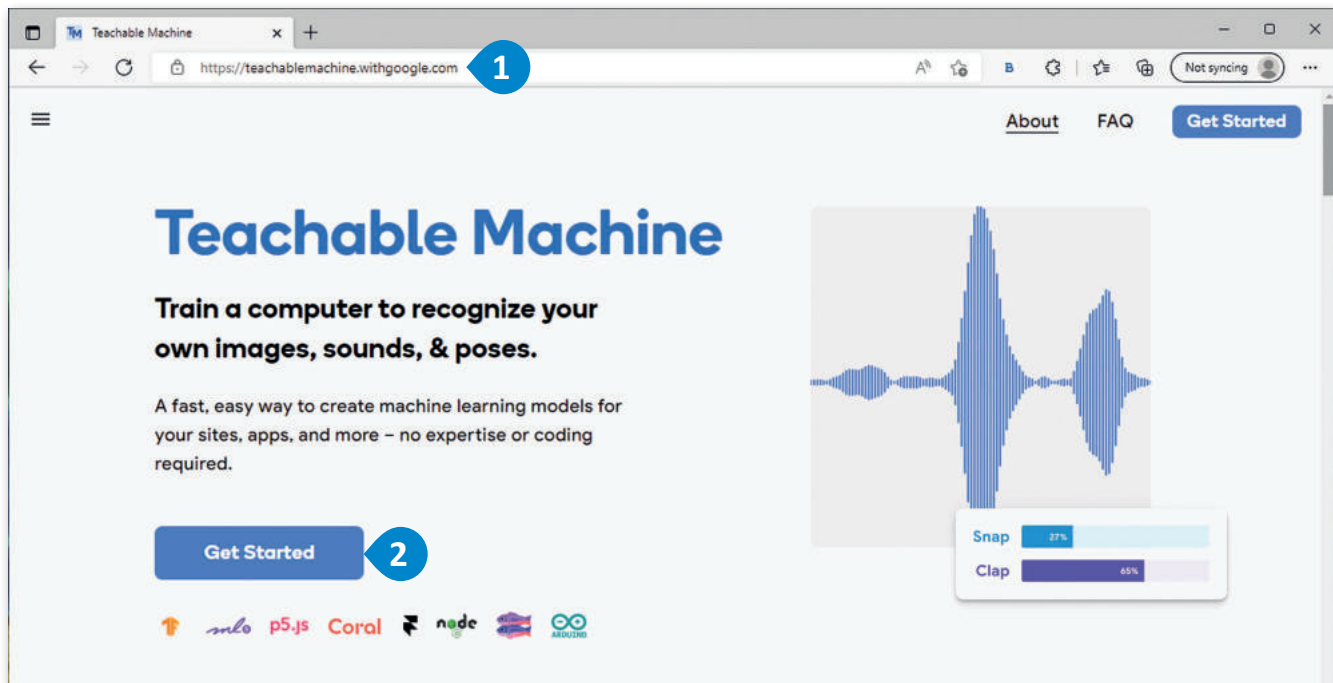 Teachable Machine
https://teachablemachine.withgoogle.com
1
B
Not syncing
About FAQ Get Started
Teachable Machine
Train a computer to recognize your
own images, sounds, & poses.
A fast, easy way to create machine learning models for
your sites, apps, and more – no expertise or coding
required.
Get Started
2
Snap 27%
Clap 65%
p5.js Coral node ARDUINO